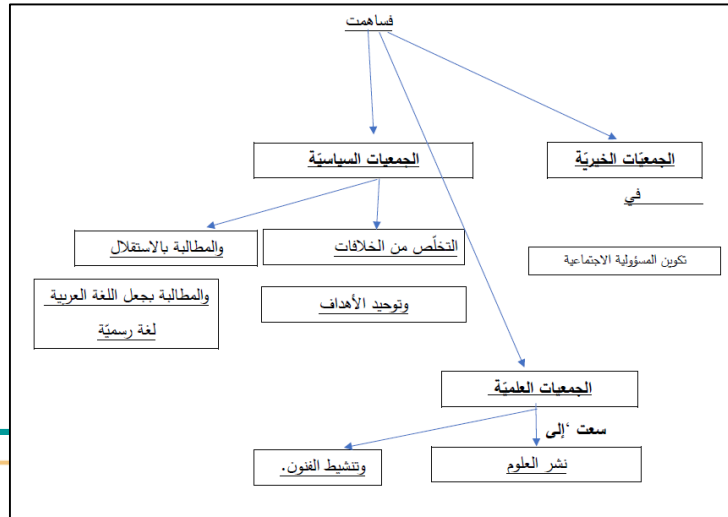 فساهمت
الجمعيّات الخيريّة
في
تكوين المسؤولية الاجتماعية
الجمعيات السياسيّة
التخلّص من الخلافات
وتوحيد الأهداف
والمطالبة بالاستقلال
والمطالبة بجعل اللغة العربية
لغة رسميّة
الجمعيات العلميّة
سعت ‘إلى
نشر العلوم
وتنشيط الفنون.